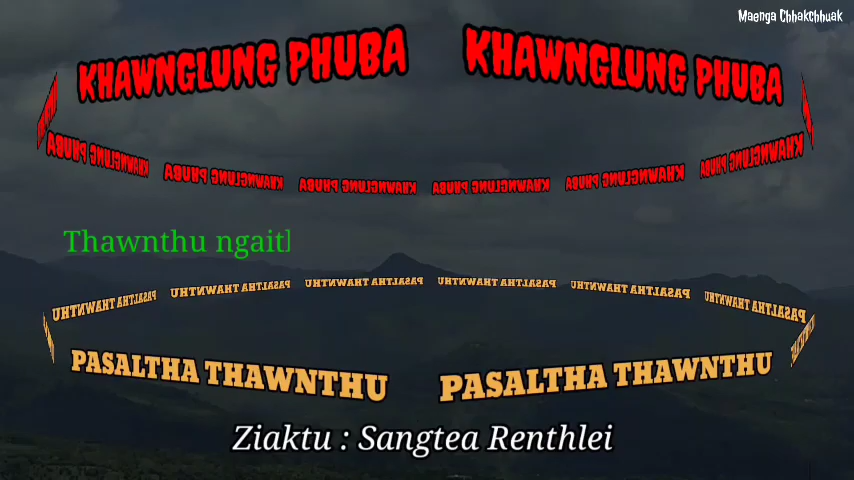 Maenga Chhakchhuak
KHAWNGLUNG PHUBA KHAWNGLUNG PHUBA
KHAWNGLUNG PHUBA KHAWNGLUNG PHUBA KHAWNGLUNG PHUBA KHAWNGLUNG PHUBA KHAWNGLUNG PHUBA KHAWNGLUNG PHUBA
Thawnthu ngaitl
PASALTHA THAWNTHU PASALTHA THAWNTHU PASALTHA THAWNTHU PASALTHA THAWNTHU PASALTHA THAWNTHU PASALTHA THAWNTHU
PASALTHA THAWNTHU PASALTHA THAWNTHU
Ziaktu : Sangtea Renthlei